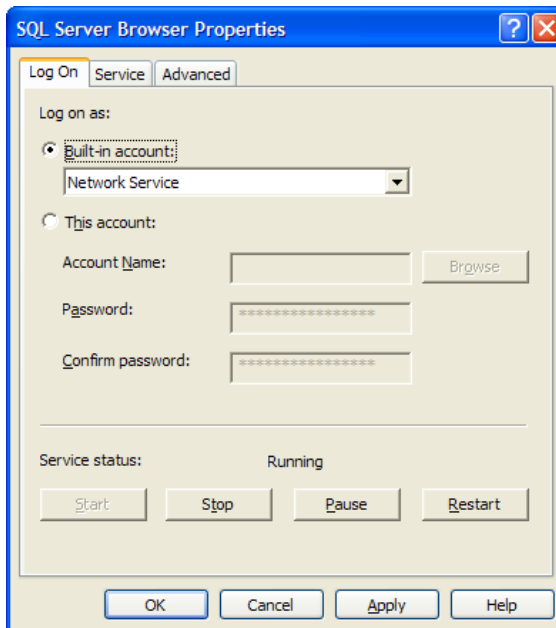 SQL Server Browser Properties
Log On Service Advanced
Log on as:
Built-in account:
Network Service
This account:
Account Name:
Browse
Password:
****************
Confirm password:
****************
Service status: Running
Start Stop Pause Restart
OK Cancel Apply Help